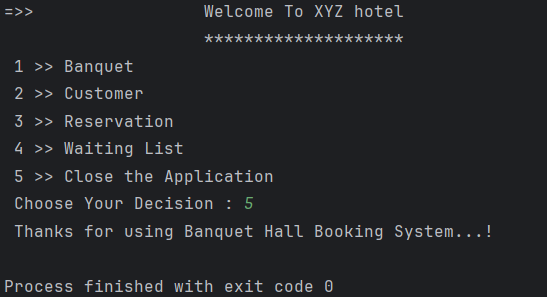 =>> Welcome To XYZ hotel
********************
1 >> Banquet
2 >> Customer
3 >> Reservation
4 >> Waiting List
5 >> Close the Application
Choose Your Decision : 5
Thanks for using Banquet Hall Booking System...!
Process finished with exit code 0